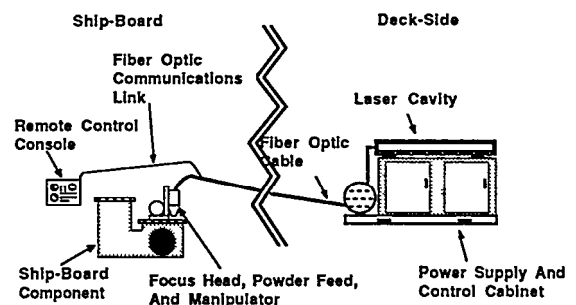 Ship-Board
Deck-Side
Fiber Optic
Communications
Link
Laser Cavity
Remote Control
Console
Fiber Optic
Cable
Ship-Board
Component
Focus Head, Powder Feed,
And Manipulator
Power Supply And
Control Cabinet